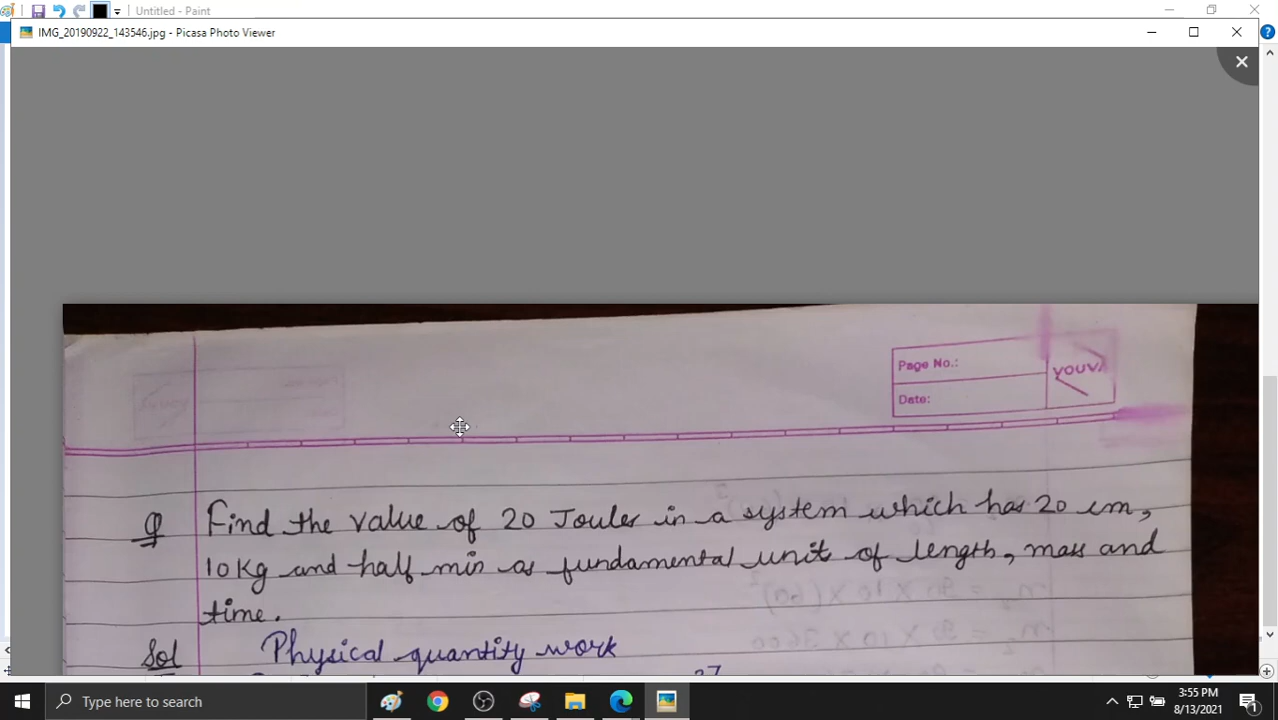 Untitled - Paint
IMG_20190922_143546.jpg - Picasa Photo Viewer
Page No.:
Date:
YOUVA
Q Find the value of 20 Joules in a system which has 20 cm,
10 Kg and half min as fundamental unit of length, mass and
time.
Sol Physical quantity work
Type here to search
3:55 PM
8/13/2021
1